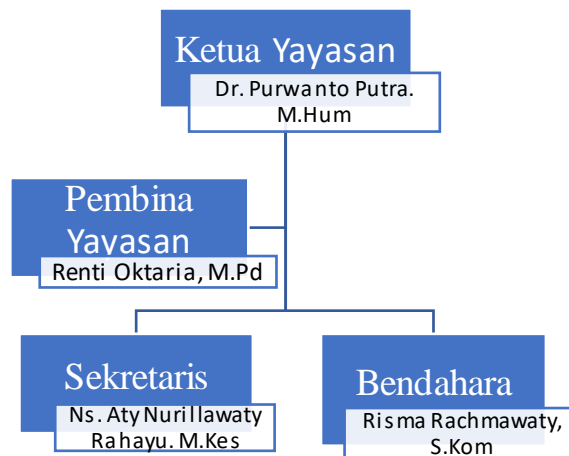 Ketua Yayasan
Dr. Purwanto Putra.
M.Hum
Pembina
Yayasan
Renti Oktaria, M.Pd
Sekretaris
Ns. Aty Nurillawaty
Rahayu. M.Kes
Bendahara
Risma Rachmawaty,
S.Kom